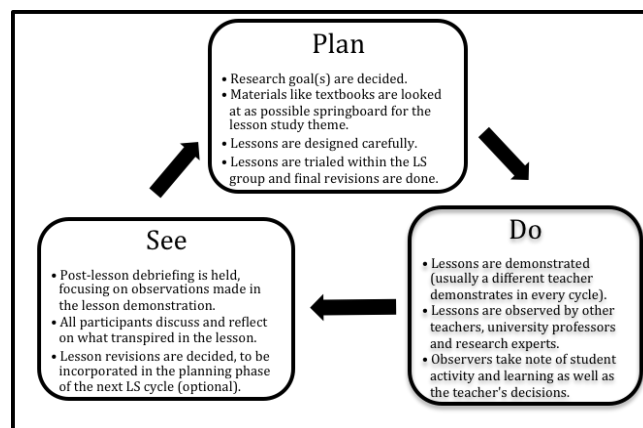 Plan
• Research goal(s) are decided.
• Materials like textbooks are looked
at as possible springboard for the
lesson study theme.
• Lessons are designed carefully.
• Lessons are trialed within the LS
group and final revisions are done.
Do
• Lessons are demonstrated
(usually a different teacher
demonstrates in every cycle).
• Lessons are observed by other
teachers, university professors
and research experts.
• Observers take note of student
activity and learning as well as
the teacher's decisions.
See
• Post-lesson debriefing is held,
focusing on observations made in
the lesson demonstration.
• All participants discuss and reflect
on what transpired in the lesson.
• Lesson revisions are decided, to be
incorporated in the planning phase
of the next LS cycle (optional).